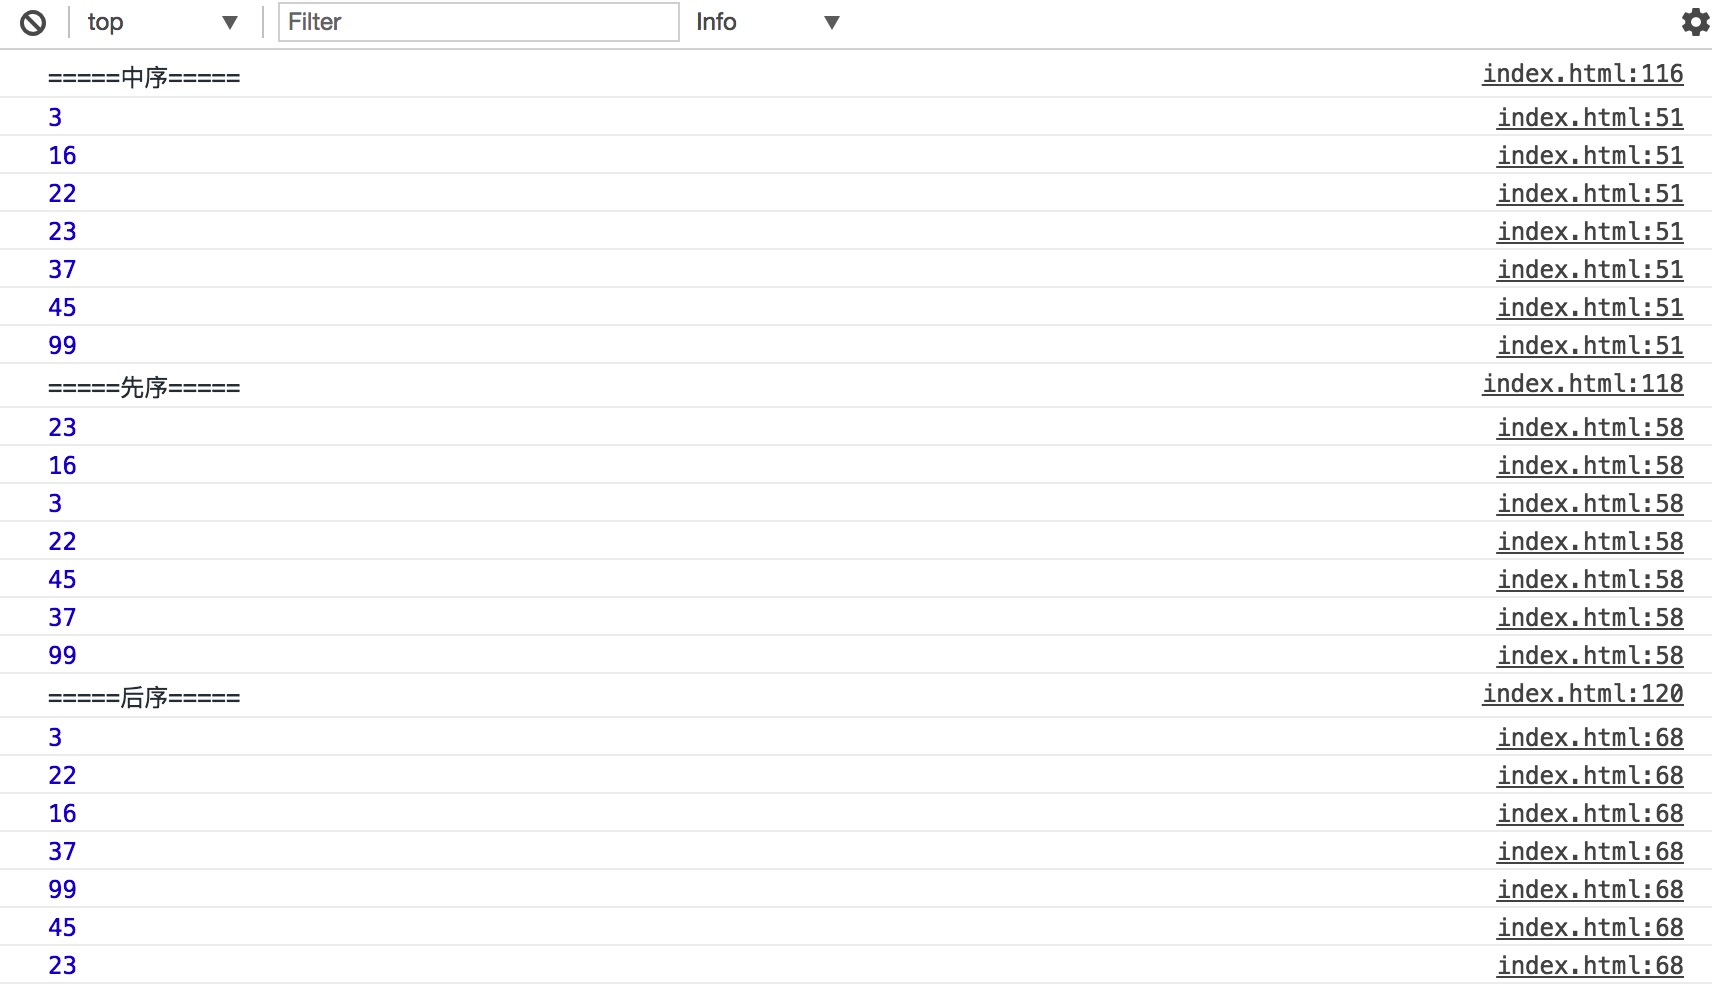 top Filter Info
=====中序===== index.html:116
3 index.html:51
16 index.html:51
22 index.html:51
23 index.html:51
37 index.html:51
45 index.html:51
99 index.html:51
=====先序===== index.html:118
23 index.html:58
16 index.html:58
3 index.html:58
22 index.html:58
45 index.html:58
37 index.html:58
99 index.html:58
=====后序===== index.html:120
3 index.html:68
22 index.html:68
16 index.html:68
37 index.html:68
99 index.html:68
45 index.html:68
23 index.html:68